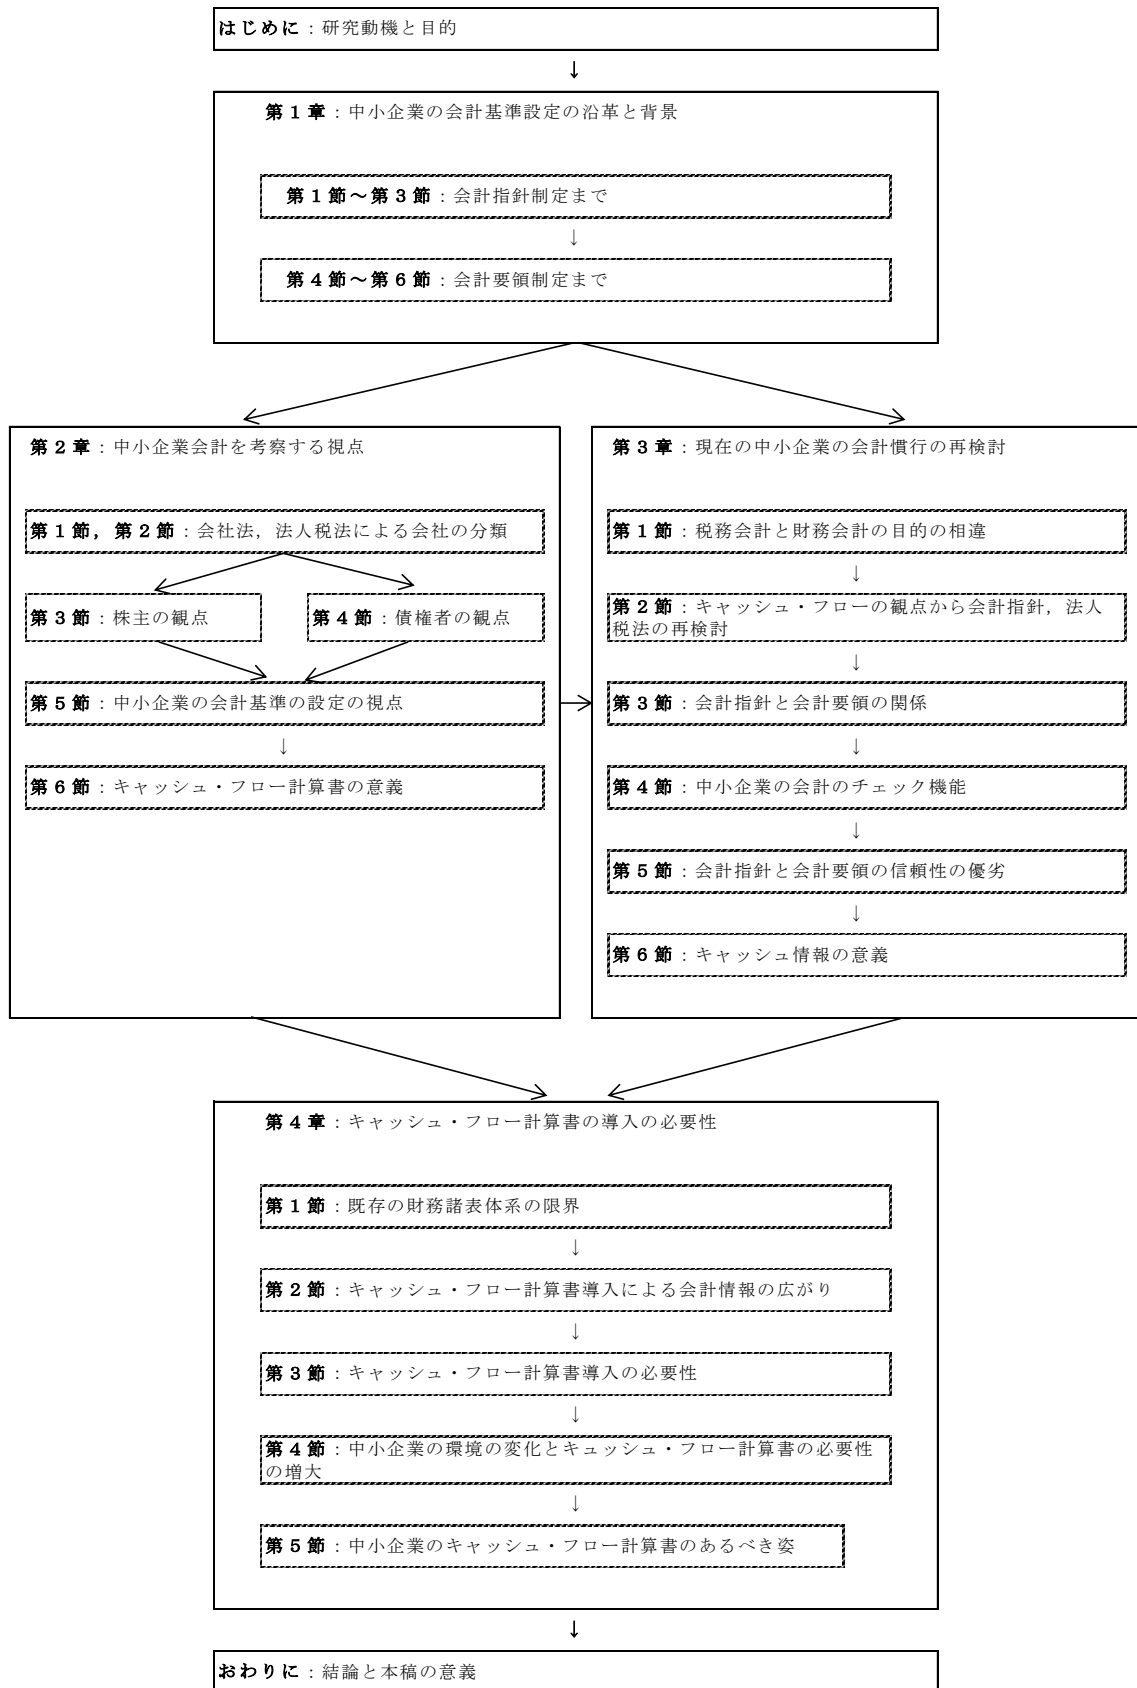 はじめに：研究動機と目的
↓
第１章：中小企業の会計基準設定の沿革と背景
第１節～第３節：会計指針制定まで
↓
第４節～第６節：会計要領制定まで
第２章：中小企業会計を考察する視点
第１節，第２節：会社法，法人税法による会社の分類
第３節：株主の観点
第４節：債権者の観点
第５節：中小企業の会計基準の設定の視点
↓
第６節：キャッシュ・フロー計算書の意義
第３章：現在の中小企業の会計慣行の再検討
第１節：税務会計と財務会計の目的の相違
↓
第２節：キャッシュ・フローの観点から会計指針，法人
税法の再検討
↓
第３節：会計指針と会計要領の関係
↓
第４節：中小企業の会計のチェック機能
↓
第５節：会計指針と会計要領の信頼性の優劣
↓
第６節：キャッシュ情報の意義
第４章：キャッシュ・フロー計算書の導入の必要性
第１節：既存の財務諸表体系の限界
↓
第２節：キャッシュ・フロー計算書導入による会計情報の広がり
↓
第３節：キャッシュ・フロー計算書導入の必要性
↓
第４節：中小企業の環境の変化とキュッシュ・フロー計算書の必要性
の増大
↓
第５節：中小企業のキャッシュ・フロー計算書のあるべき姿
↓
おわりに：結論と本稿の意義